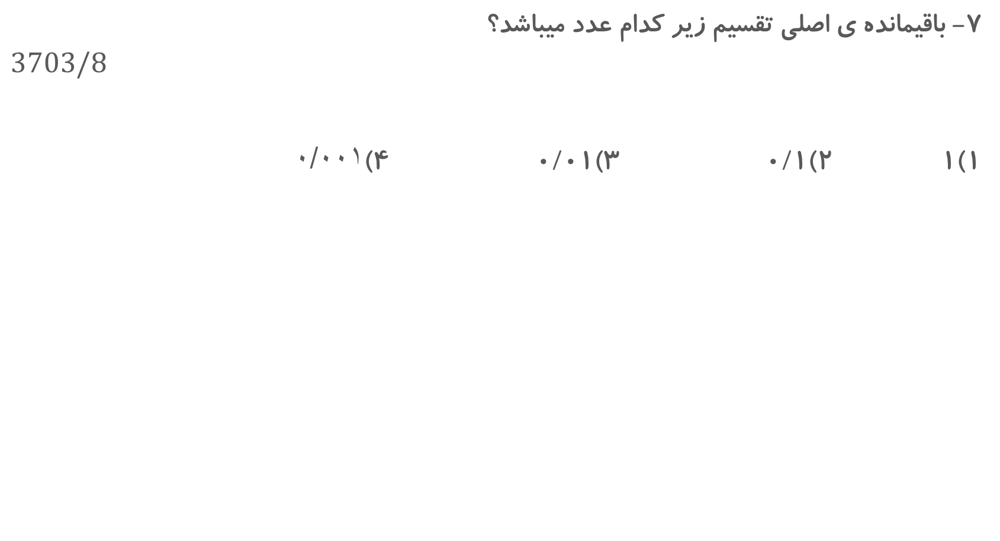 ۷- باقیمانده ی اصلی تقسیم زیر کدام عدد میباشد؟
3703/8
۱)۱ ۲)۰/۱ ۳)۰/۰۱ ۴)۰/۰۰۱